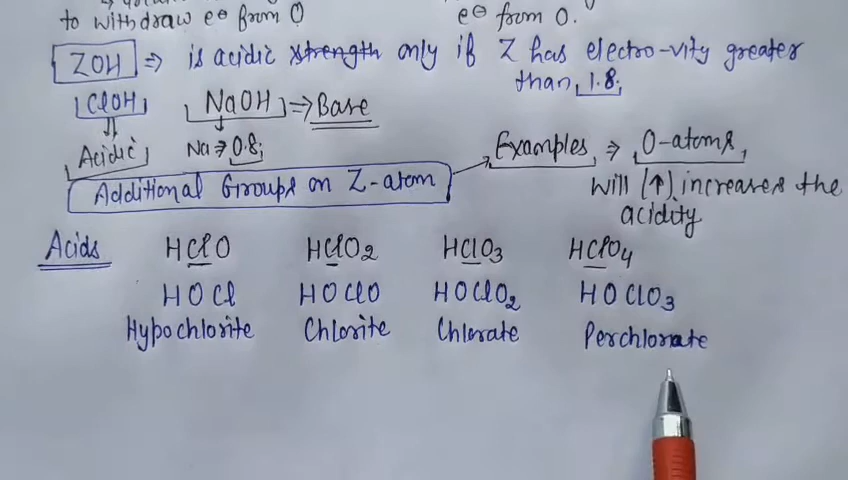 to withdraw e⊖ from O
e⊖ from O.
ZOH ⇒ is acidic strength only if Z has electro-vity greater
than 1.8;
ClOH NaOH ⇒ Base
⇓ ↓
Acidic Na ⇒ 0.8;
Examples ⇒ O-atoms,
Additional Groups on Z-atom
will (↑) increases the
acidity
Acids HClO HClO2 HClO3 HClO4
HOCl HOClO HOClO2 HOClO3
Hypochlorite Chlorite Chlorate Perchlorate